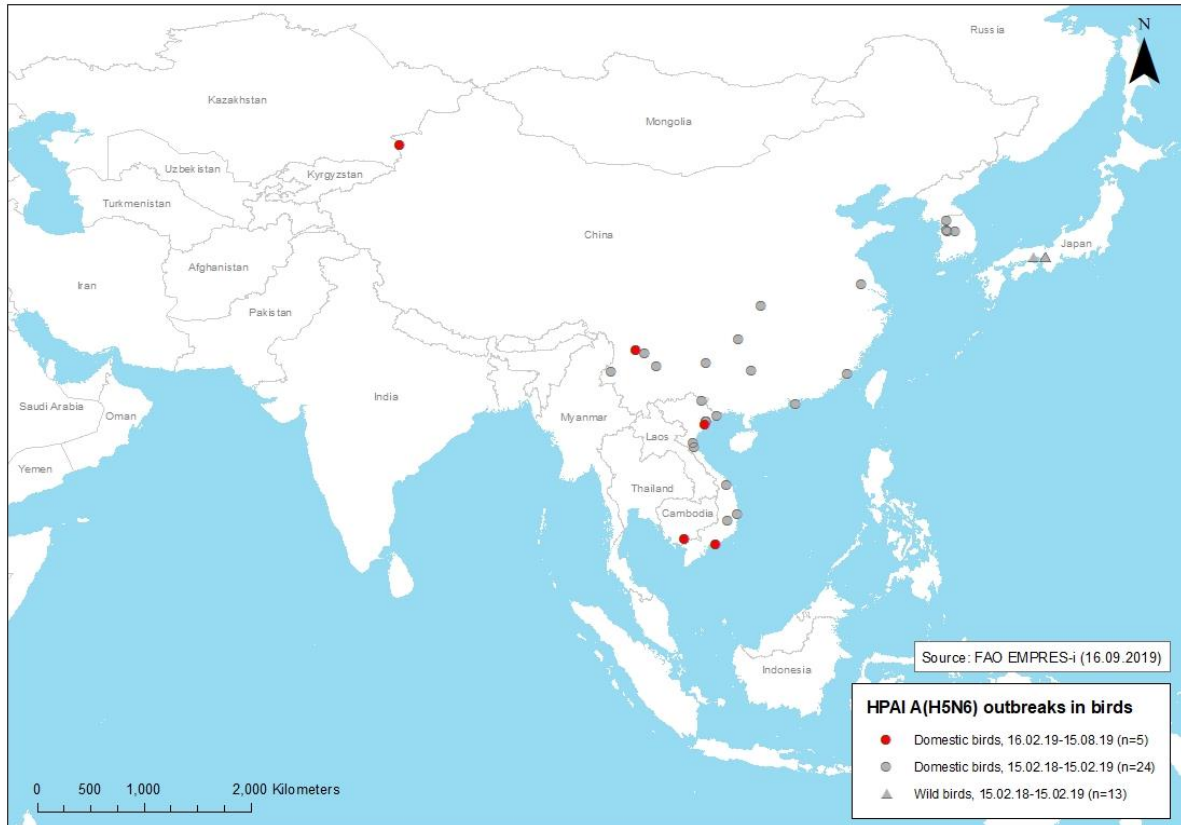 Russia
N
Kazakhstan
Mongolia
Uzbekistan
Kyrgyzstan
Turkmenistan
China
Japan
Afghanistan
Iran
Pakistan
India
Saudi Arabia
Oman
Myanmar
Laos
Yemen
Thailand
Cambodia
Indonesia
Source: FAO EMPRES-i (16.09.2019)
HPAI A(H5N6) outbreaks in birds
Domestic birds, 16.02.19-15.08.19 (n=5)
Domestic birds, 15.02.18-15.02.19 (n=24)
Wild birds, 15.02.18-15.02.19 (n=13)
0 500 1,000 2,000 Kilometers